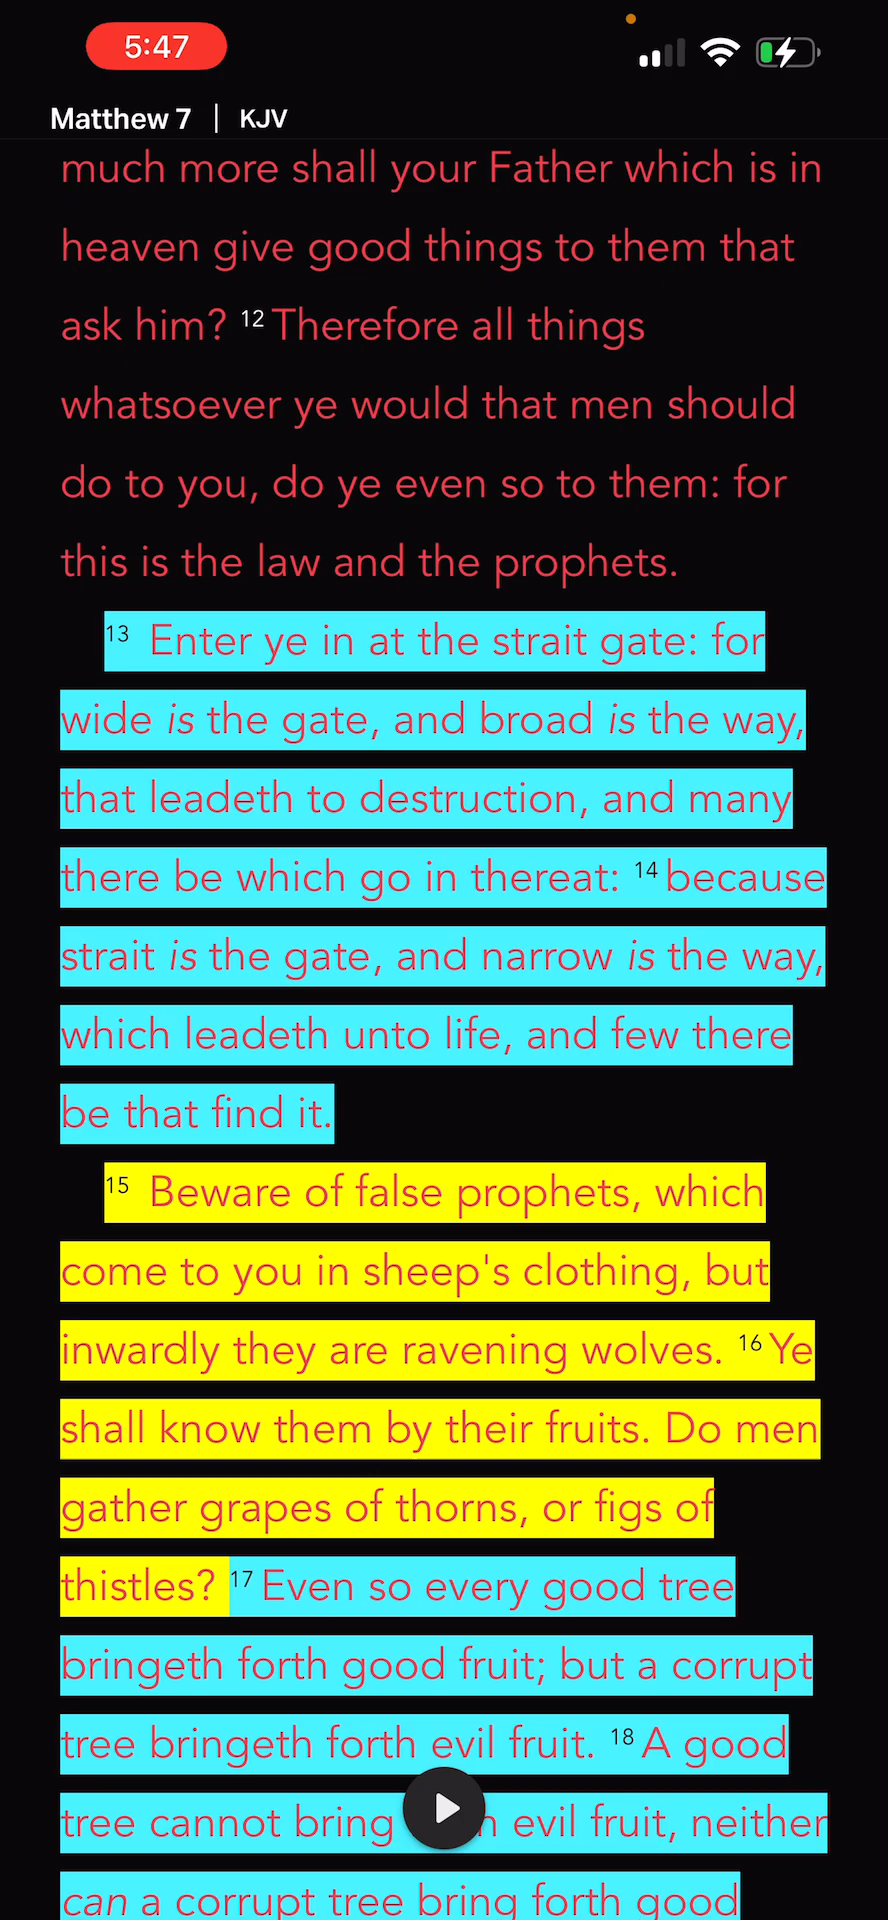 5:47
Matthew 7 | KJV
much more shall your Father which is in
heaven give good things to them that
ask him? 12 Therefore all things
whatsoever ye would that men should
do to you, do ye even so to them: for
this is the law and the prophets.
13 Enter ye in at the strait gate: for
wide is the gate, and broad is the way,
that leadeth to destruction, and many
there be which go in thereat: 14 because
strait is the gate, and narrow is the way,
which leadeth unto life, and few there
be that find it.
15 Beware of false prophets, which
come to you in sheep's clothing, but
inwardly they are ravening wolves. 16 Ye
shall know them by their fruits. Do men
gather grapes of thorns, or figs of
thistles? 17 Even so every good tree
bringeth forth good fruit; but a corrupt
tree bringeth forth evil fruit. 18 A good
tree cannot bring evil fruit, neither
can a corrupt tree bring forth good